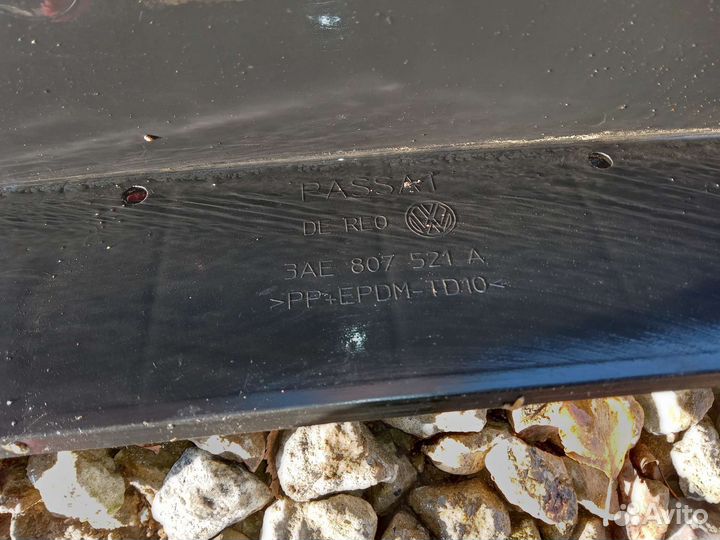 PASSAT
DE REO
3AE 807 521 A
>PP+EPDM-TD10<
Avito